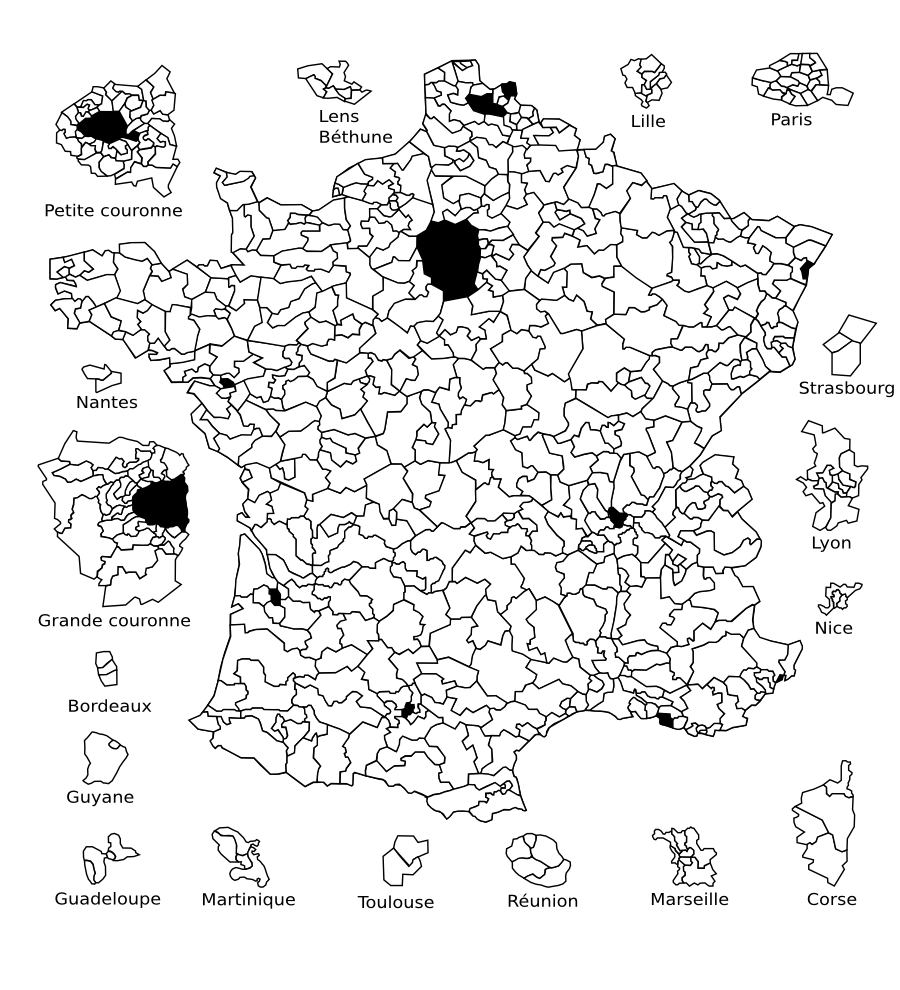 Lens
Béthune
Lille
Paris
Petite couronne
Nantes
Strasbourg
Lyon
Grande couronne
Nice
Bordeaux
Guyane
Guadeloupe
Martinique
Toulouse
Réunion
Marseille
Corse